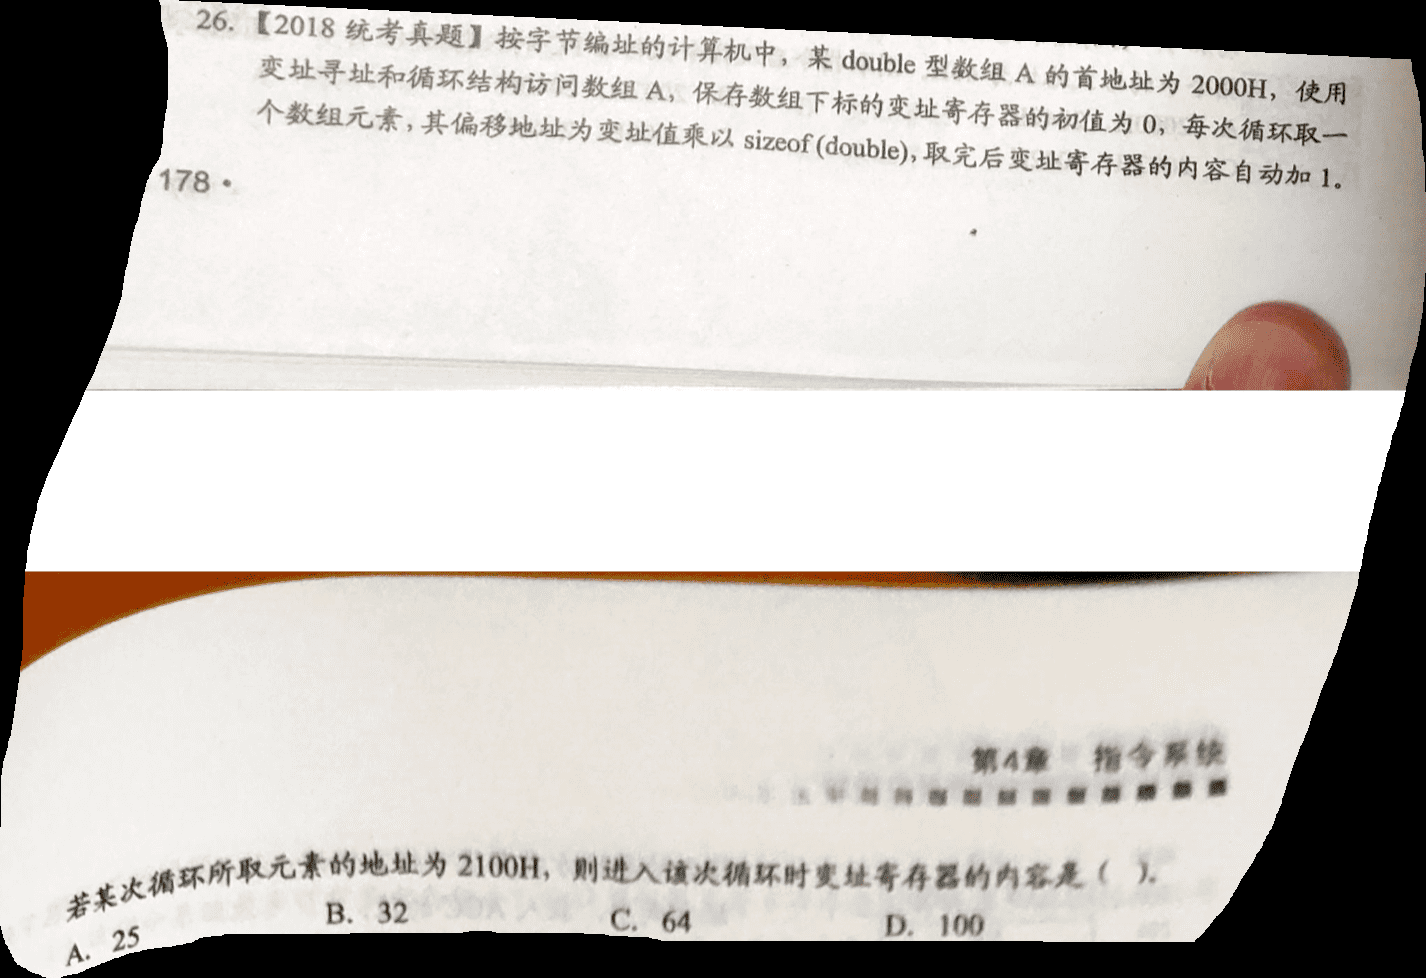 26.【2018 统考真题】按字节编址的计算机中，某 double 型数组 A 的首地址为 2000H，使用
变址寻址和循环结构访问数组 A，保存数组下标的变址寄存器的初值为 0，每次循环取一
个数组元素，其偏移地址为变址值乘以 sizeof (double)，取完后变址寄存器的内容自动加 1。
178 •
第4章 指令系统
若某次循环所取元素的地址为 2100H，则进入该次循环时变址寄存器的内容是（ ）.
A. 25 B. 32 C. 64 D. 100